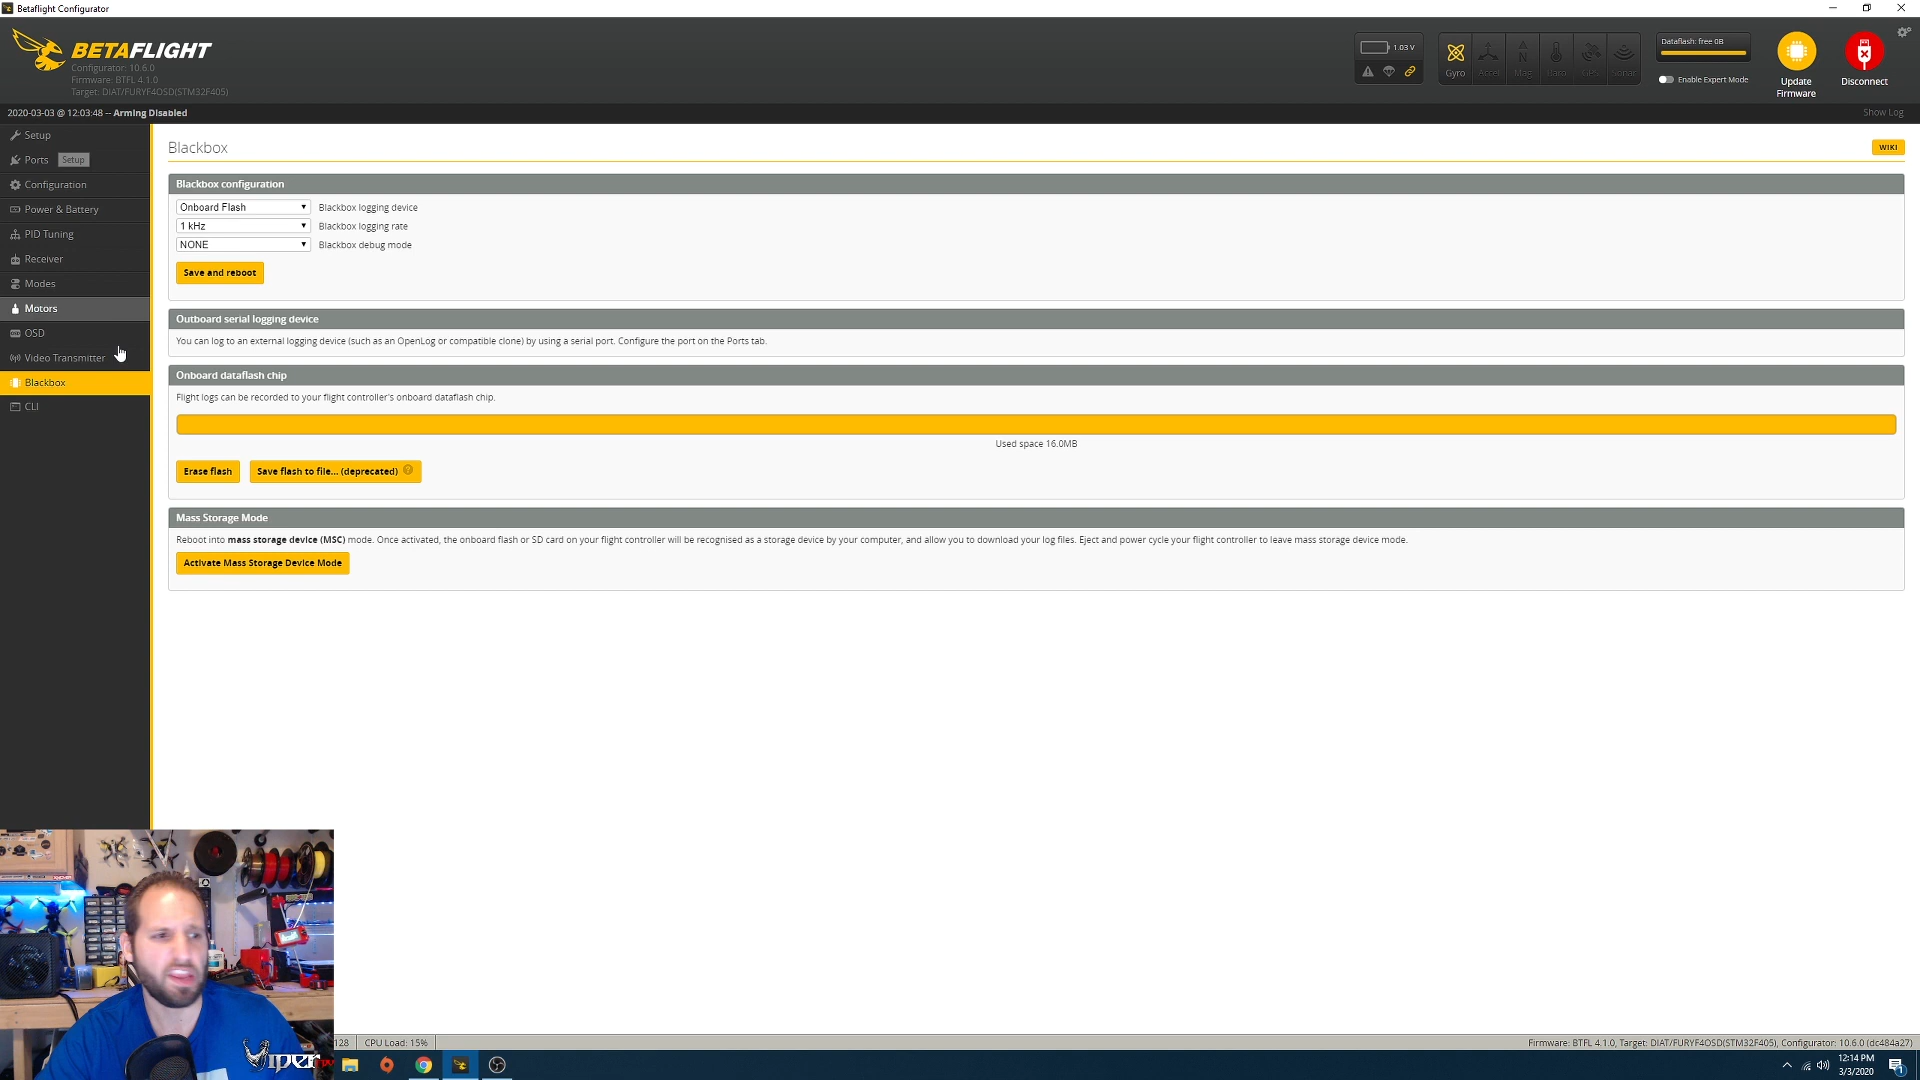 Betaflight Configurator
BETAFLIGHT
Configurator: 10.6.0
Firmware: BTFL 4.1.0
Target: DIAT/FURYF4OSD(STM32F405)
1.03 V
Gyro
Accel
Mag
Baro
GPS
Sonar
Dataflash: free 0B
Enable Expert Mode
Update
Firmware
Disconnect
2020-03-03 @ 12:03:48 -- Arming Disabled
Show Log
Setup
Ports Setup
Configuration
Power & Battery
PID Tuning
Receiver
Modes
Motors
OSD
Video Transmitter
Blackbox
CLI
Blackbox
WIKI
Blackbox configuration
Onboard Flash Blackbox logging device
1 kHz Blackbox logging rate
NONE Blackbox debug mode
Save and reboot
Outboard serial logging device
You can log to an external logging device (such as an OpenLog or compatible clone) by using a serial port. Configure the port on the Ports tab.
Onboard dataflash chip
Flight logs can be recorded to your flight controller's onboard dataflash chip.
Used space 16.0MB
Erase flash
Save flash to file... (deprecated) ?
Mass Storage Mode
Reboot into mass storage device (MSC) mode. Once activated, the onboard flash or SD card on your flight controller will be recognised as a storage device by your computer, and allow you to download your log files. Eject and power cycle your flight controller to leave mass storage device mode.
Activate Mass Storage Device Mode
128
CPU Load: 15%
Firmware: BTFL 4.1.0, Target: DIAT/FURYF4OSD(STM32F405), Configurator: 10.6.0 (dc484a27)
VIPER
12:14 PM
3/3/2020
1